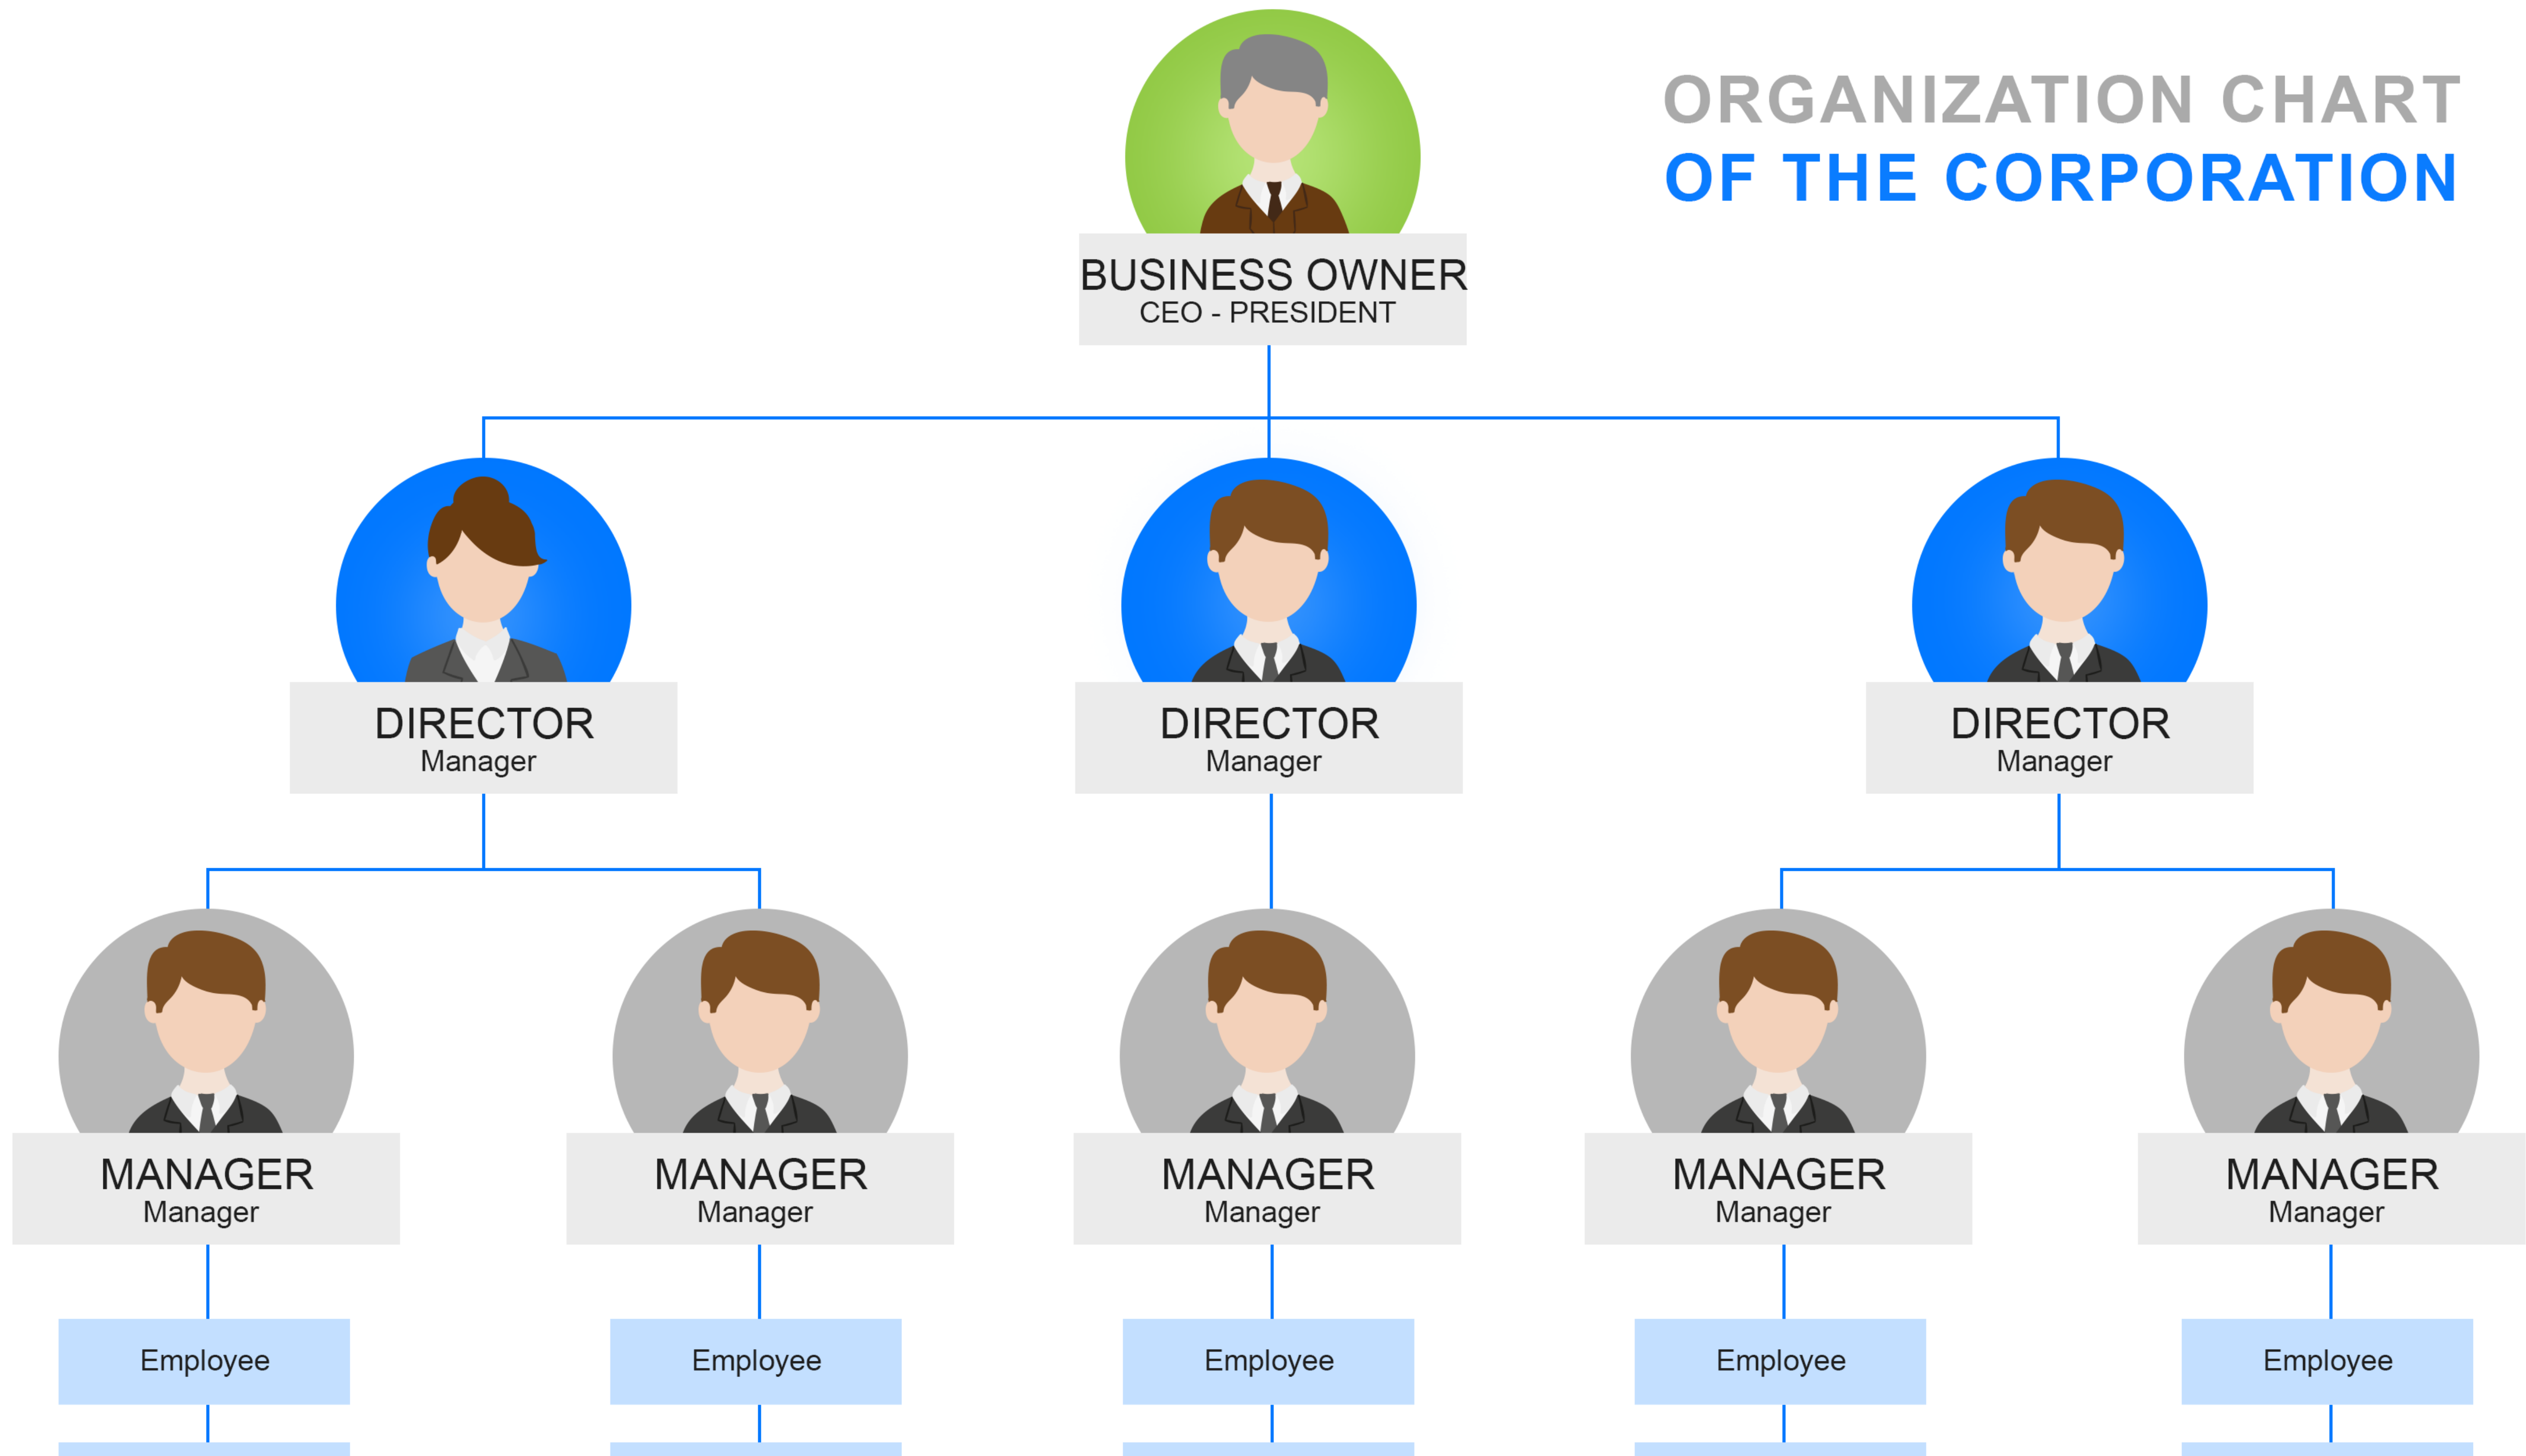 ORGANIZATION CHART
OF THE CORPORATION
BUSINESS OWNER
CEO - PRESIDENT
DIRECTOR
Manager
DIRECTOR
Manager
DIRECTOR
Manager
MANAGER
Manager
MANAGER
Manager
MANAGER
Manager
MANAGER
Manager
MANAGER
Manager
Employee
Employee
Employee
Employee
Employee